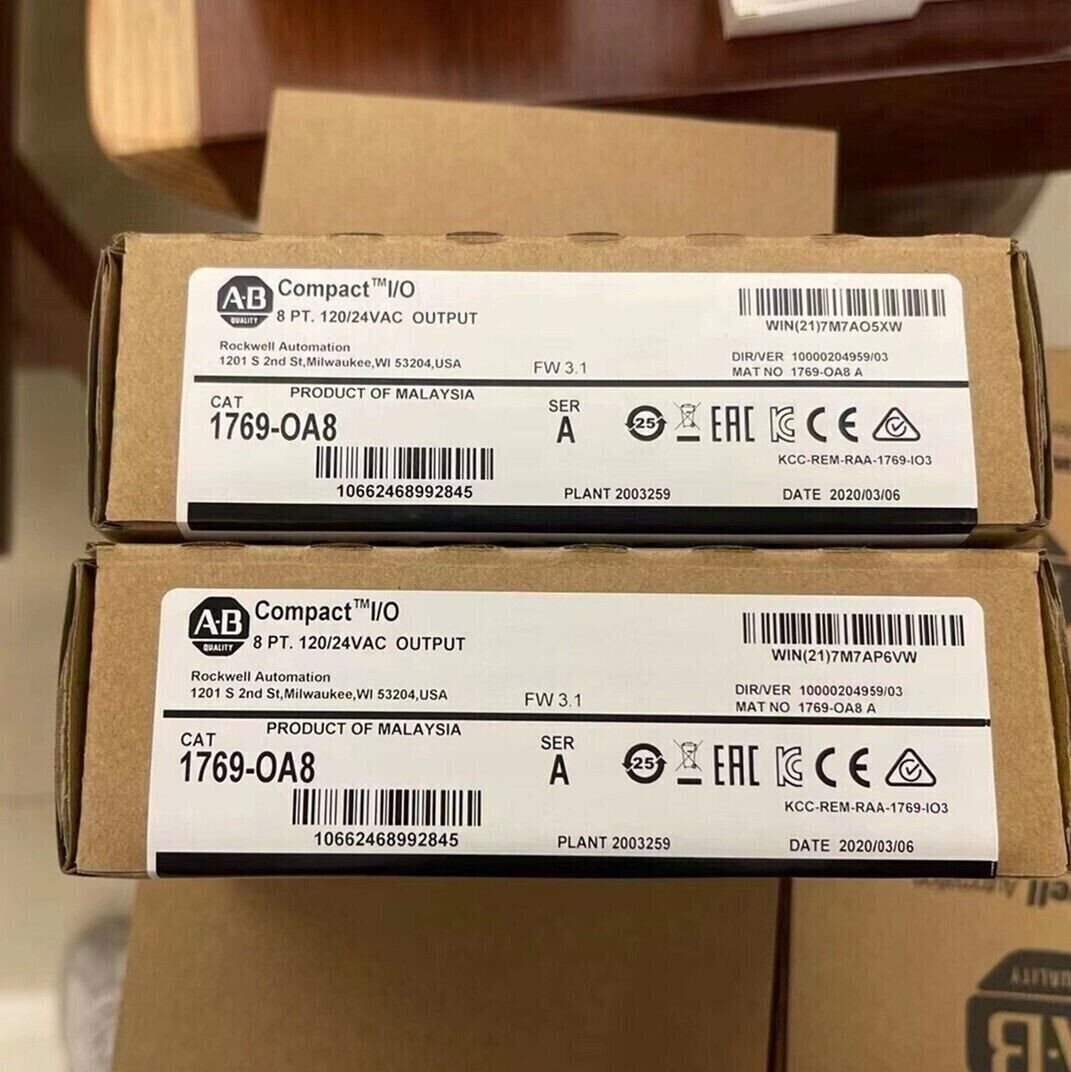 A·B
QUALITY
Compact™I/O
8 PT. 120/24VAC OUTPUT
Rockwell Automation
1201 S 2nd St,Milwaukee,WI 53204,USA
FW 3.1
WIN(21)7M7AO5XW
DIR/VER 10000204959/03
MAT NO 1769-OA8 A
PRODUCT OF MALAYSIA
CAT
1769-OA8
SER
A
25
EAC
CE
KCC-REM-RAA-1769-IO3
10662468992845
PLANT 2003259
DATE 2020/03/06
A·B
QUALITY
Compact™I/O
8 PT. 120/24VAC OUTPUT
Rockwell Automation
1201 S 2nd St,Milwaukee,WI 53204,USA
FW 3.1
WIN(21)7M7AP6VW
DIR/VER 10000204959/03
MAT NO 1769-OA8 A
PRODUCT OF MALAYSIA
CAT
1769-OA8
SER
A
25
EAC
CE
KCC-REM-RAA-1769-IO3
10662468992845
PLANT 2003259
DATE 2020/03/06